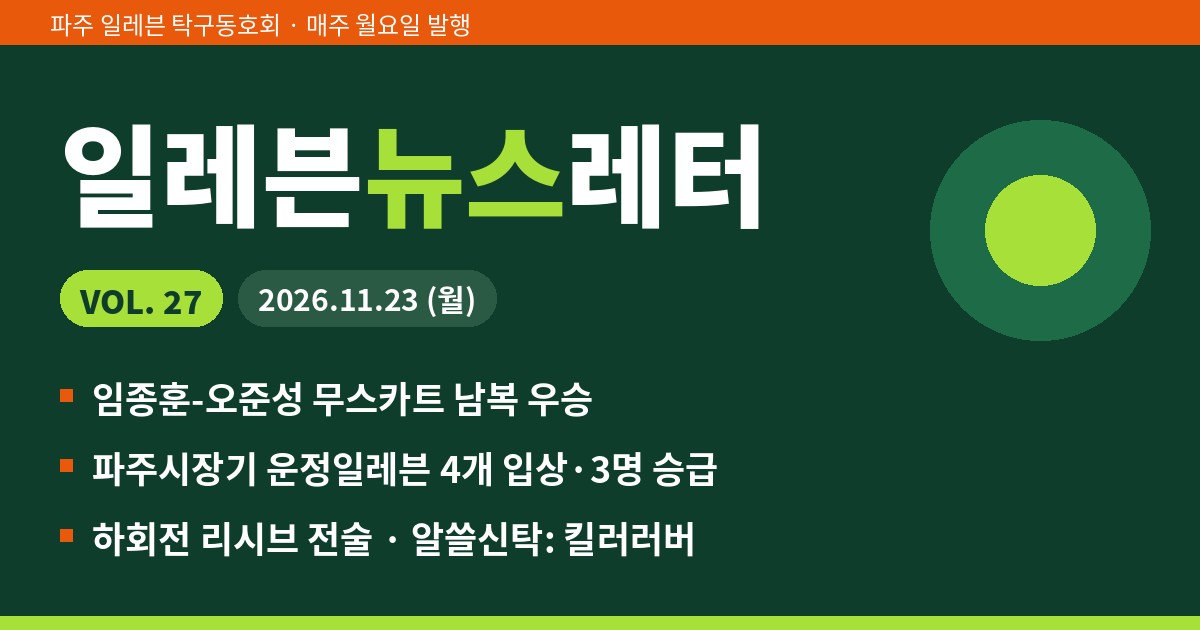 파주 일레븐 탁구동호회 · 매주 월요일 발행
일레븐뉴스레터
VOL. 27
2026.11.23 (월)
임종훈-오준성 무스카트 남복 우승
파주시장기 운정일레븐 4개 입상·3명 승급
하회전 리시브 전술 · 알쓸신탁: 킬러러버